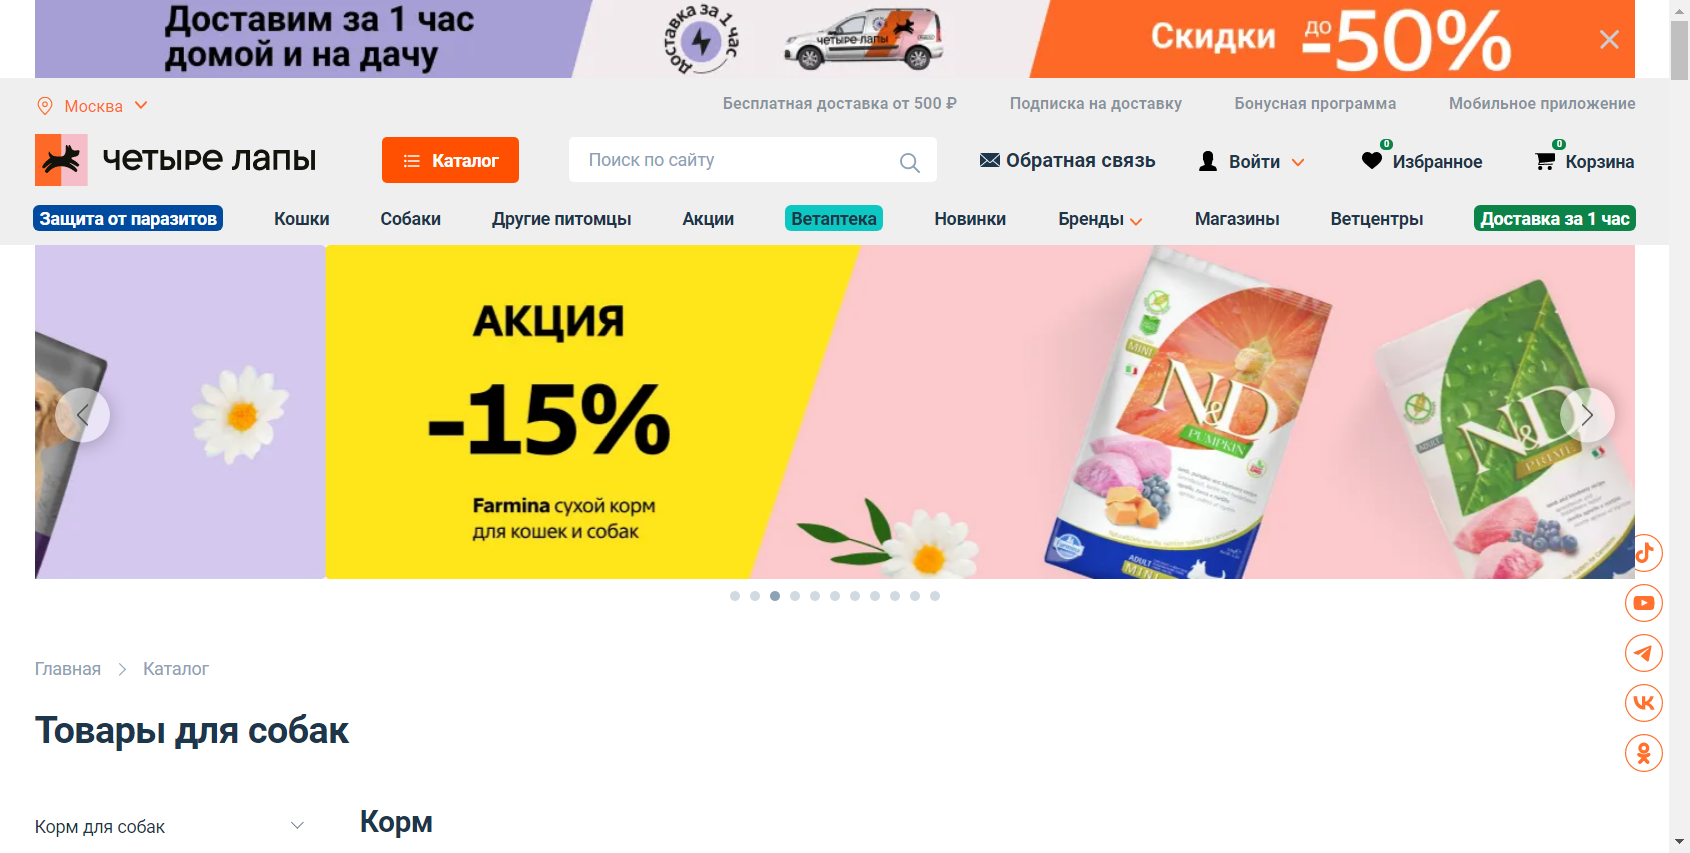 Доставим за 1 час
домой и на дачу
доставка за 1 час
четыре лапы
Скидки до -50%
Москва
Бесплатная доставка от 500 ₽
Подписка на доставку
Бонусная программа
Мобильное приложение
четыре лапы
Каталог
Поиск по сайту
Обратная связь
Войти
0
Избранное
0
Корзина
Защита от паразитов
Кошки
Собаки
Другие питомцы
Акции
Ветаптека
Новинки
Бренды
Магазины
Ветцентры
Доставка за 1 час
АКЦИЯ
-15%
Farmina сухой корм
для кошек и собак
MINI
N&D
PUMPKIN
ADULT
MINI
ADULT
N&D
PRIME
Главная
Каталог
Товары для собак
Корм для собак
Корм